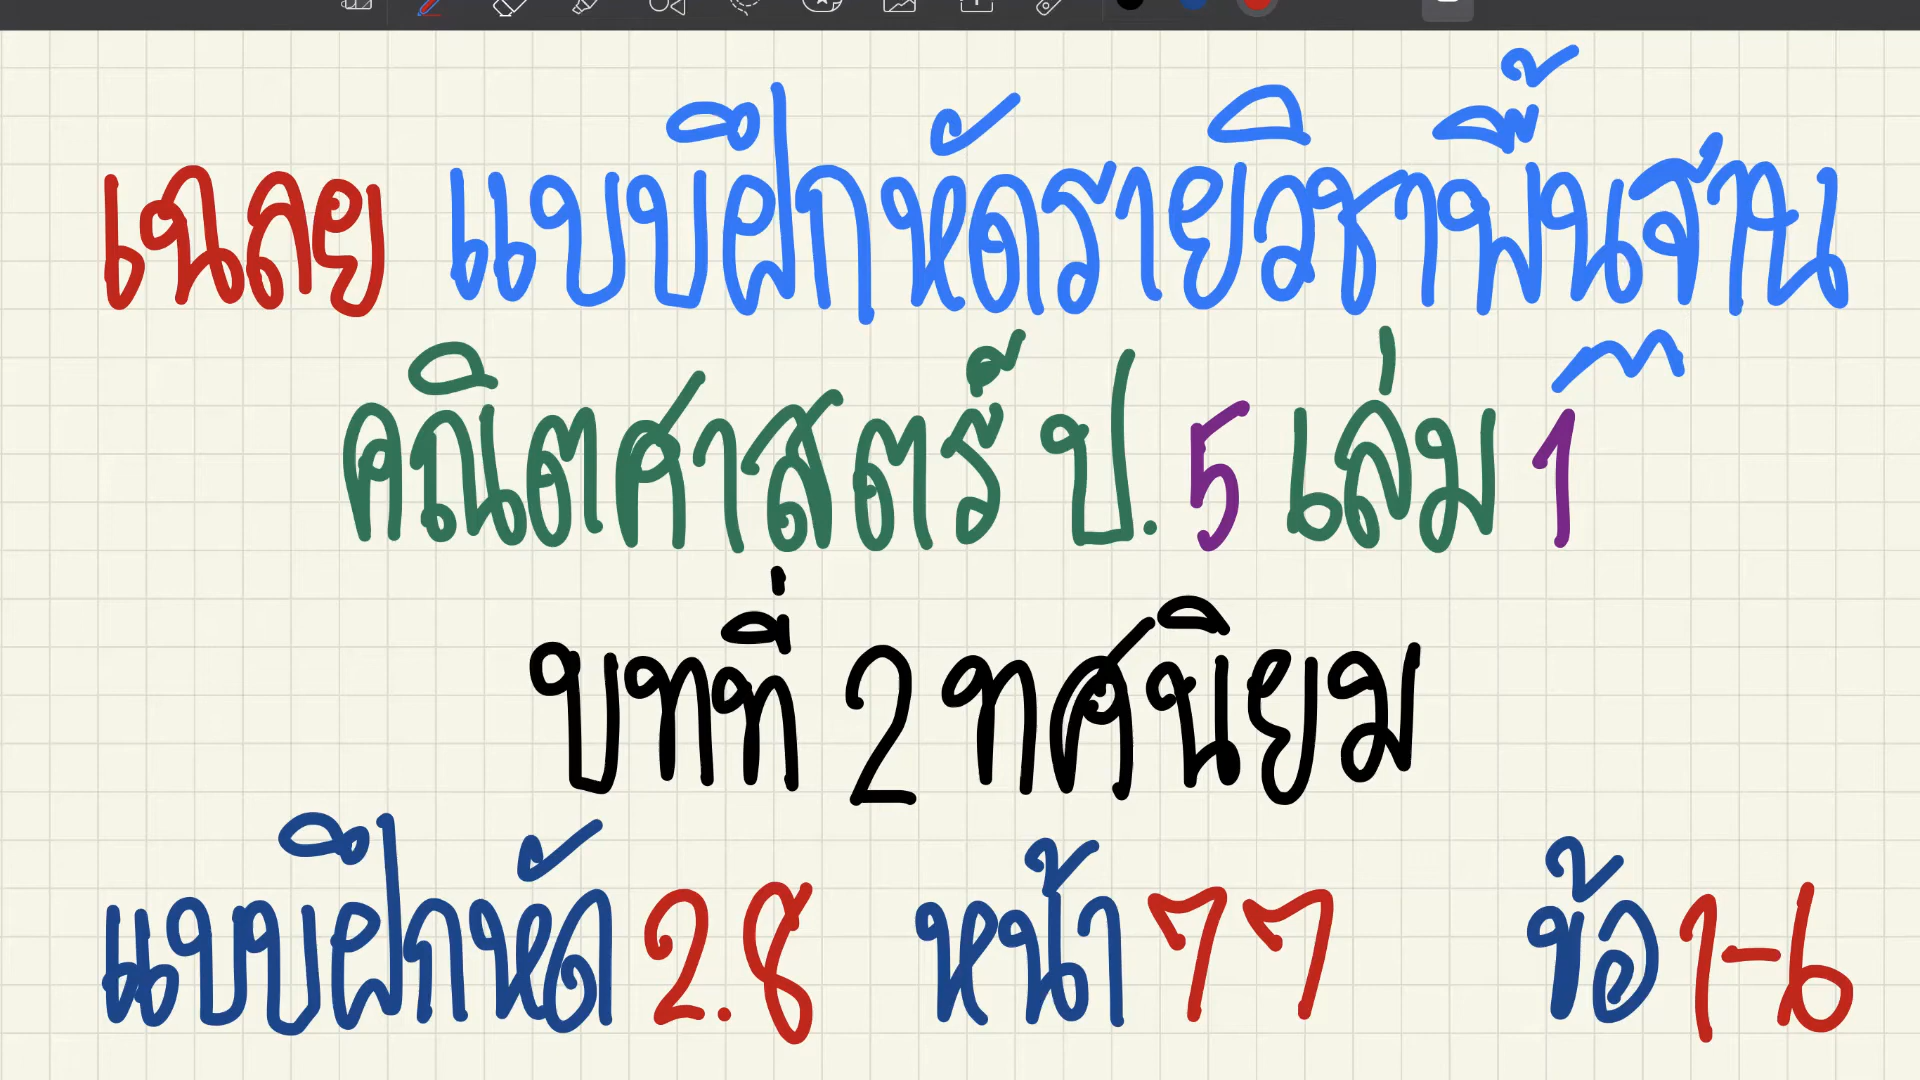 เฉลย แบบฝึกหัดรายวิชาพื้นฐาน
คณิตศาสตร์ ป.5 เล่ม 1
บทที่ 2 ทศนิยม
แบบฝึกหัด 2.8 หน้า 77 ข้อ 1-6